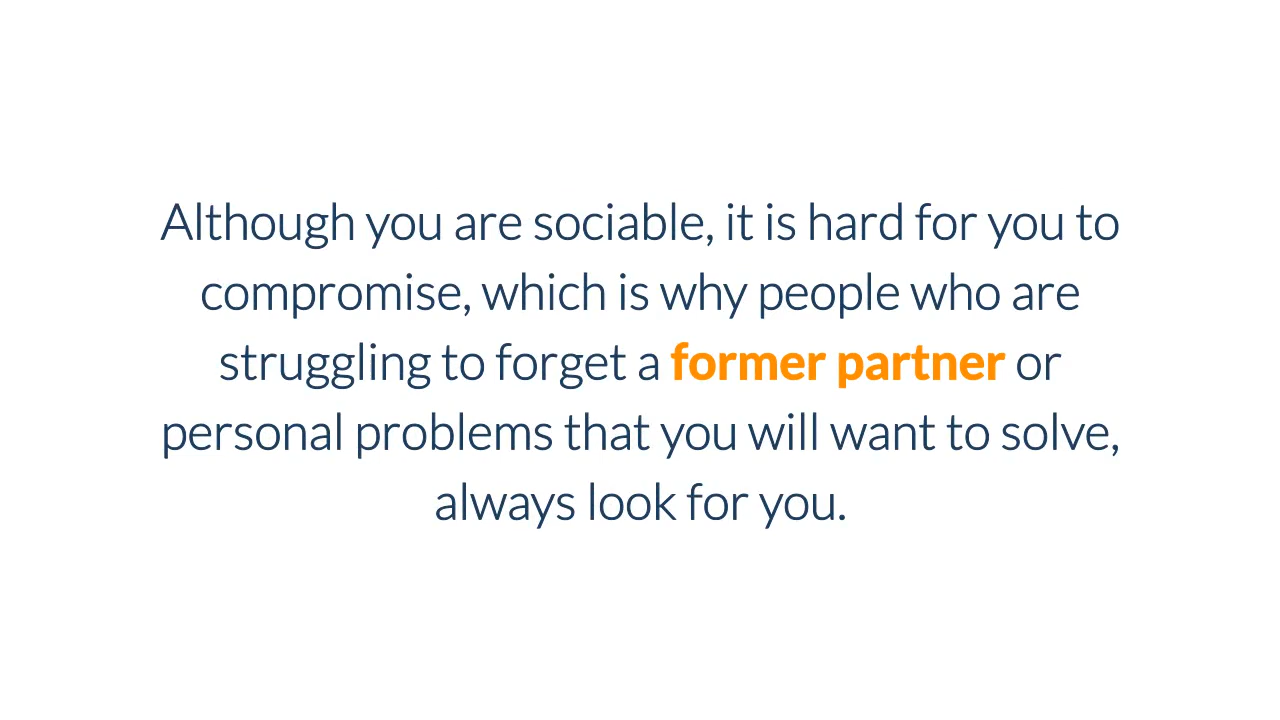 Although you are sociable, it is hard for you to
compromise, which is why people who are
struggling to forget a former partner or
personal problems that you will want to solve,
always look for you.